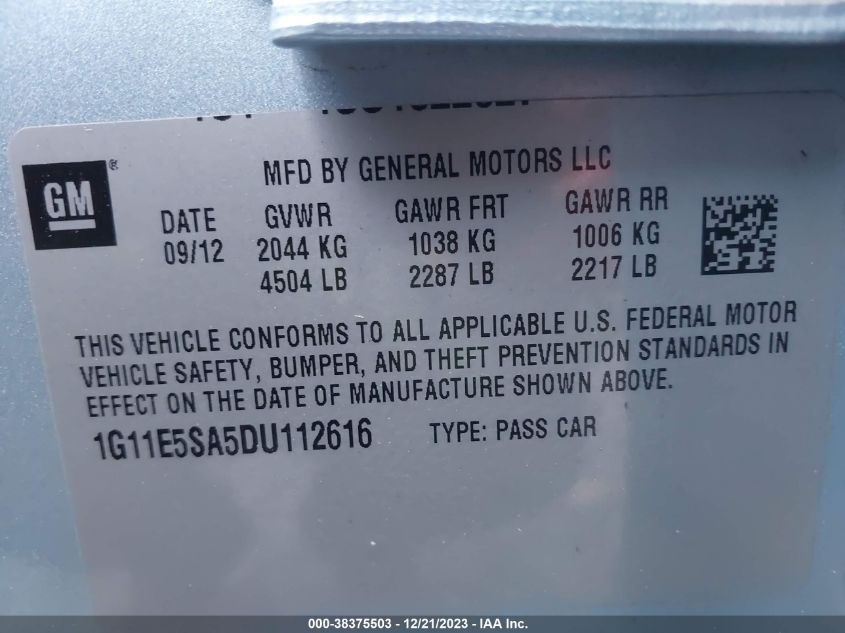 MFD BY GENERAL MOTORS LLC
GM®
DATE GVWR GAWR FRT GAWR RR
09/12 2044 KG 1038 KG 1006 KG
4504 LB 2287 LB 2217 LB
THIS VEHICLE CONFORMS TO ALL APPLICABLE U.S. FEDERAL MOTOR
VEHICLE SAFETY, BUMPER, AND THEFT PREVENTION STANDARDS IN
EFFECT ON THE DATE OF MANUFACTURE SHOWN ABOVE.
1G11E5SA5DU112616 TYPE: PASS CAR
000-38375503 - 12/21/2023 - IAA Inc.